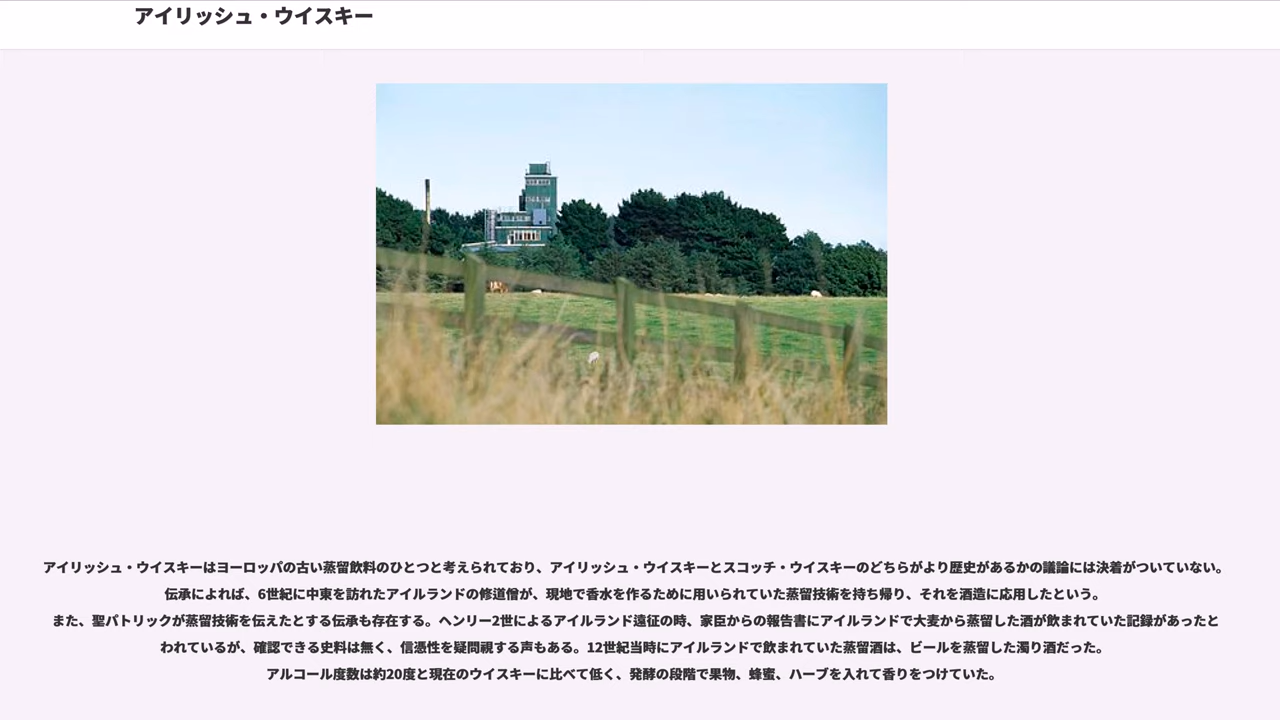 アイリッシュ・ウイスキー
アイリッシュ・ウイスキーはヨーロッパの古い蒸留飲料のひとつと考えられており、アイリッシュ・ウイスキーとスコッチ・ウイスキーのどちらがより歴史があるかの議論には決着がついていない。
伝承によれば、6世紀に中東を訪れたアイルランドの修道僧が、現地で香水を作るために用いられていた蒸留技術を持ち帰り、それを酒造に応用したという。
また、聖パトリックが蒸留技術を伝えたとする伝承も存在する。ヘンリー2世によるアイルランド遠征の時、家臣からの報告書にアイルランドで大麦から蒸留した酒が飲まれていた記録があったと
われているが、確認できる史料は無く、信憑性を疑問視する声もある。12世紀当時にアイルランドで飲まれていた蒸留酒は、ビールを蒸留した濁り酒だった。
アルコール度数は約20度と現在のウイスキーに比べて低く、発酵の段階で果物、蜂蜜、ハーブを入れて香りをつけていた。